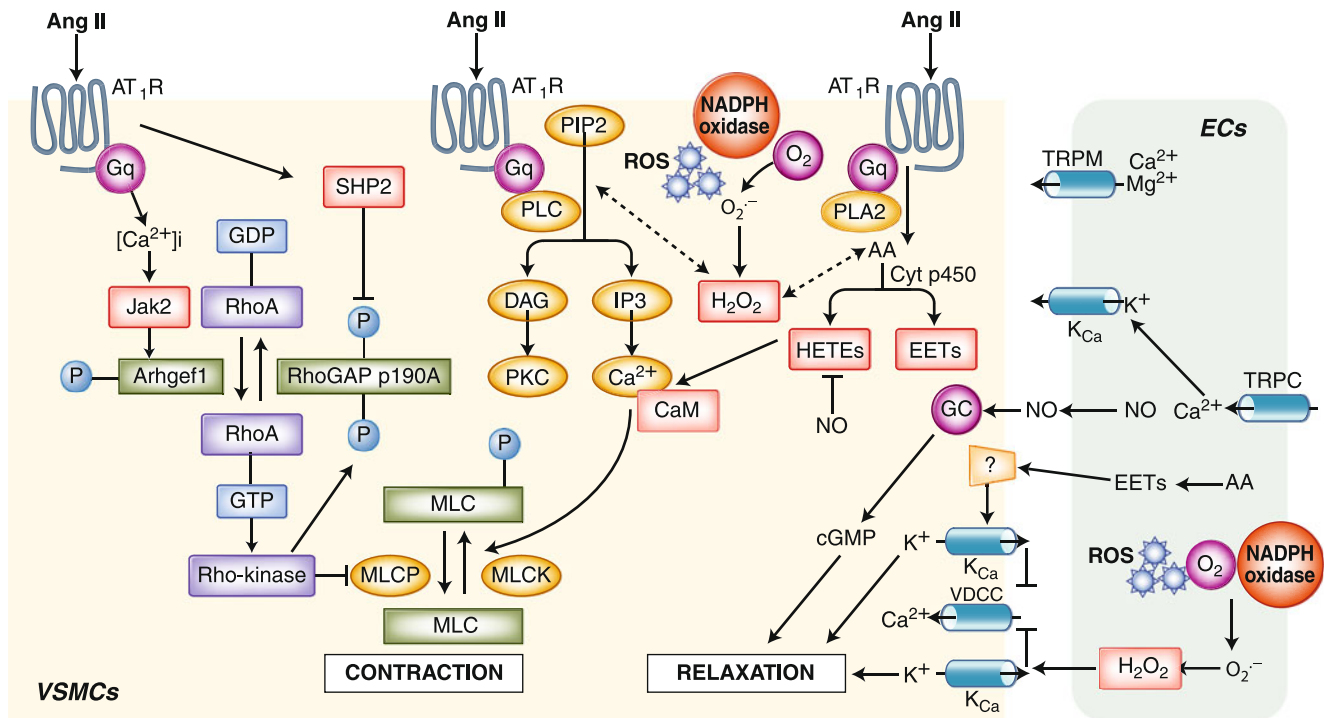 Ang II
Ang II
Ang II
AT1R
AT1R
AT1R
ECs
NADPH
oxidase
PIP2
O2
ROS
TRPM
Ca2+
Mg2+
Gq
Gq
Gq
SHP2
PLC
PLA2
O2·−
[Ca2+]i
GDP
AA
Cyt p450
Jak2
RhoA
DAG
IP3
H2O2
K+
KCa
P
HETEs
EETs
P
Arhgef1
RhoGAP p190A
PKC
Ca2+
CaM
TRPC
GC
NO
NO
Ca2+
NO
RhoA
P
P
?
EETs
AA
GTP
MLC
cGMP
K+
KCa
ROS
O2
NADPH
oxidase
Rho-kinase
MLCP
MLCK
VDCC
Ca2+
MLC
CONTRACTION
RELAXATION
K+
KCa
H2O2
O2·−
VSMCs